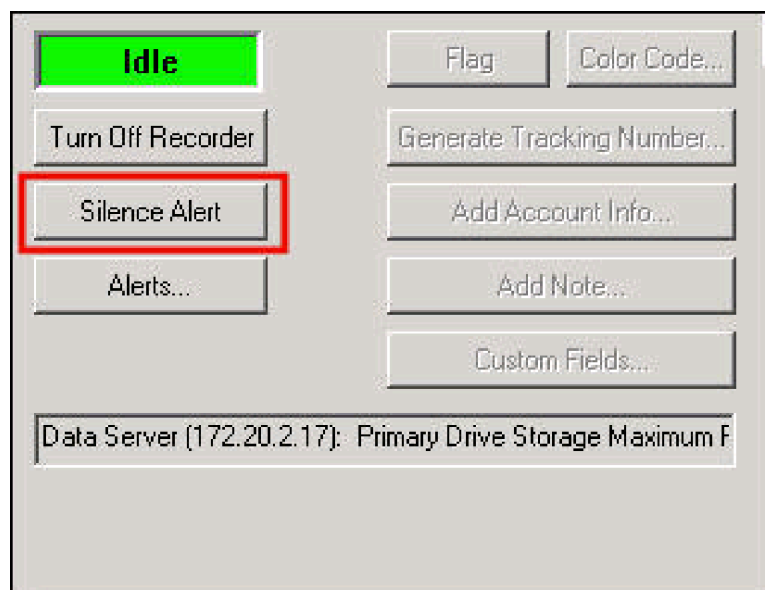 Idle
Flag
Color Code...
Turn Off Recorder
Generate Tracking Number...
Silence Alert
Add Account Info...
Alerts...
Add Note...
Custom Fields...
Data Server (172.20.2.17): Primary Drive Storage Maximum